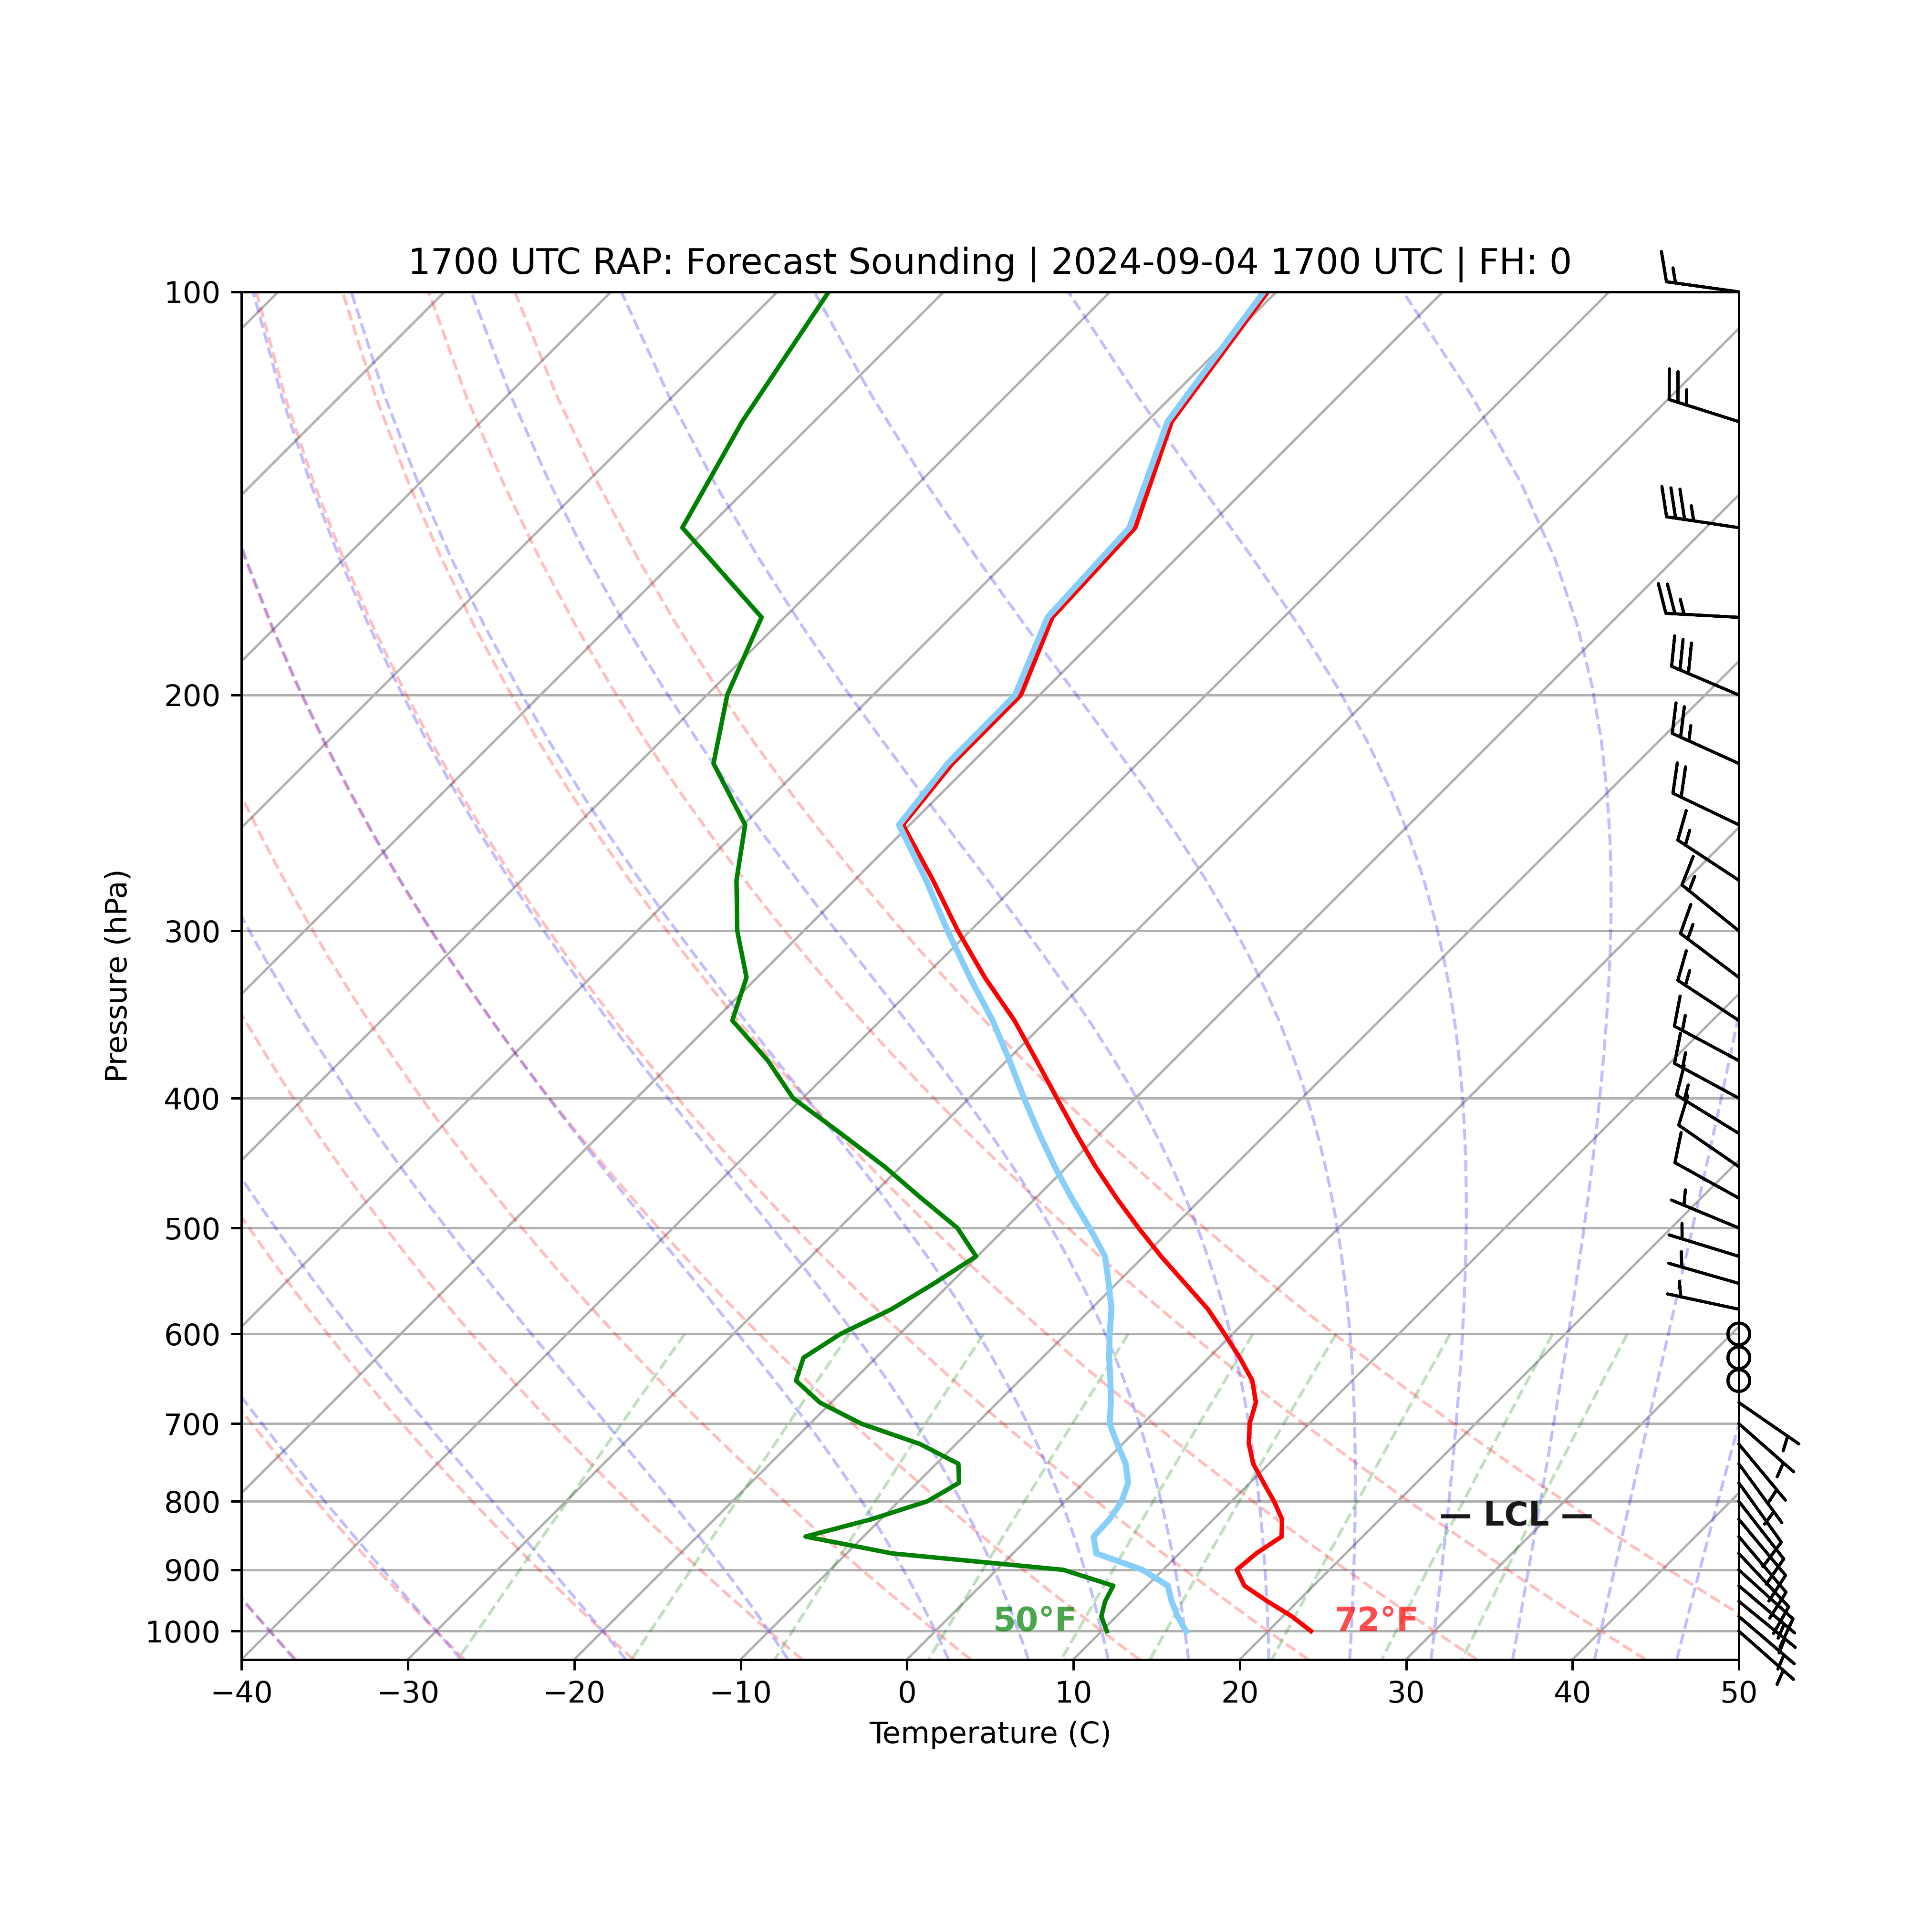 1700 UTC RAP: Forecast Sounding | 2024-09-04 1700 UTC | FH: 0
100
200
300
400
500
600
700
800
900
1000
Pressure (hPa)
— LCL —
50°F
72°F
−40 −30 −20 −10 0 10 20 30 40 50
Temperature (C)